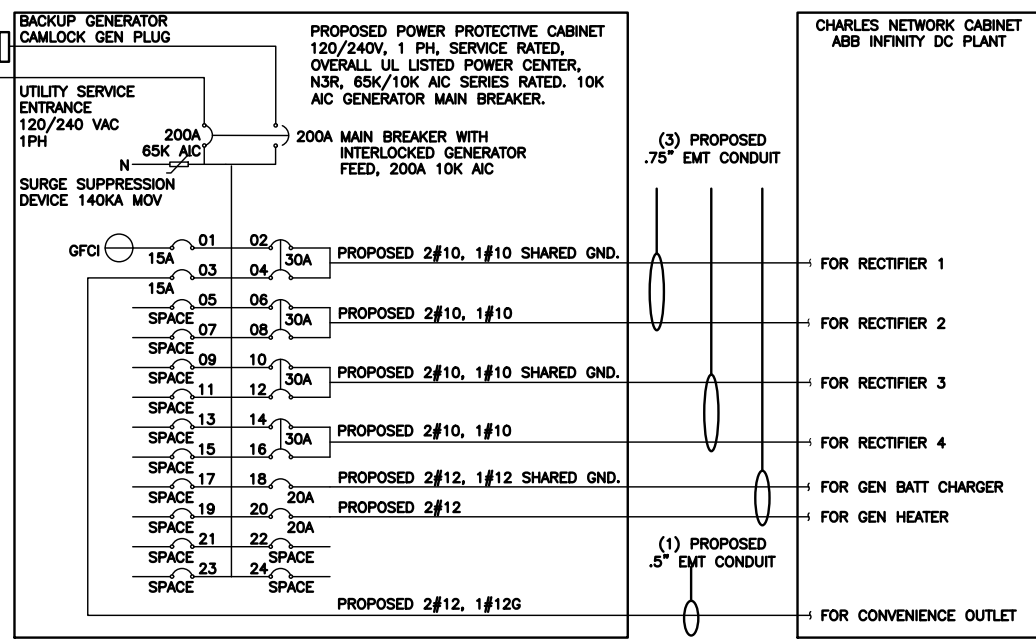 BACKUP GENERATOR
CAMLOCK GEN PLUG
PROPOSED POWER PROTECTIVE CABINET
120/240V, 1 PH, SERVICE RATED,
OVERALL UL LISTED POWER CENTER,
N3R, 65K/10K AIC SERIES RATED. 10K
AIC GENERATOR MAIN BREAKER.
CHARLES NETWORK CABINET
ABB INFINITY DC PLANT
UTILITY SERVICE
ENTRANCE
120/240 VAC
1PH
200A
65K AIC
200A MAIN BREAKER WITH
INTERLOCKED GENERATOR
FEED, 200A 10K AIC
N
SURGE SUPPRESSION
DEVICE 140KA MOV
(3) PROPOSED
.75" EMT CONDUIT
GFCI
01 02
15A 30A
PROPOSED 2#10, 1#10 SHARED GND.
FOR RECTIFIER 1
03 04
15A
05 06
SPACE 30A
PROPOSED 2#10, 1#10
FOR RECTIFIER 2
07 08
SPACE
09 10
SPACE 30A
PROPOSED 2#10, 1#10 SHARED GND.
FOR RECTIFIER 3
11 12
SPACE
13 14
SPACE 30A
PROPOSED 2#10, 1#10
FOR RECTIFIER 4
15 16
SPACE
17 18
SPACE 20A
PROPOSED 2#12, 1#12 SHARED GND.
FOR GEN BATT CHARGER
19 20
SPACE 20A
PROPOSED 2#12
FOR GEN HEATER
21 22
SPACE SPACE
23 24
SPACE SPACE
(1) PROPOSED
.5" EMT CONDUIT
PROPOSED 2#12, 1#12G
FOR CONVENIENCE OUTLET